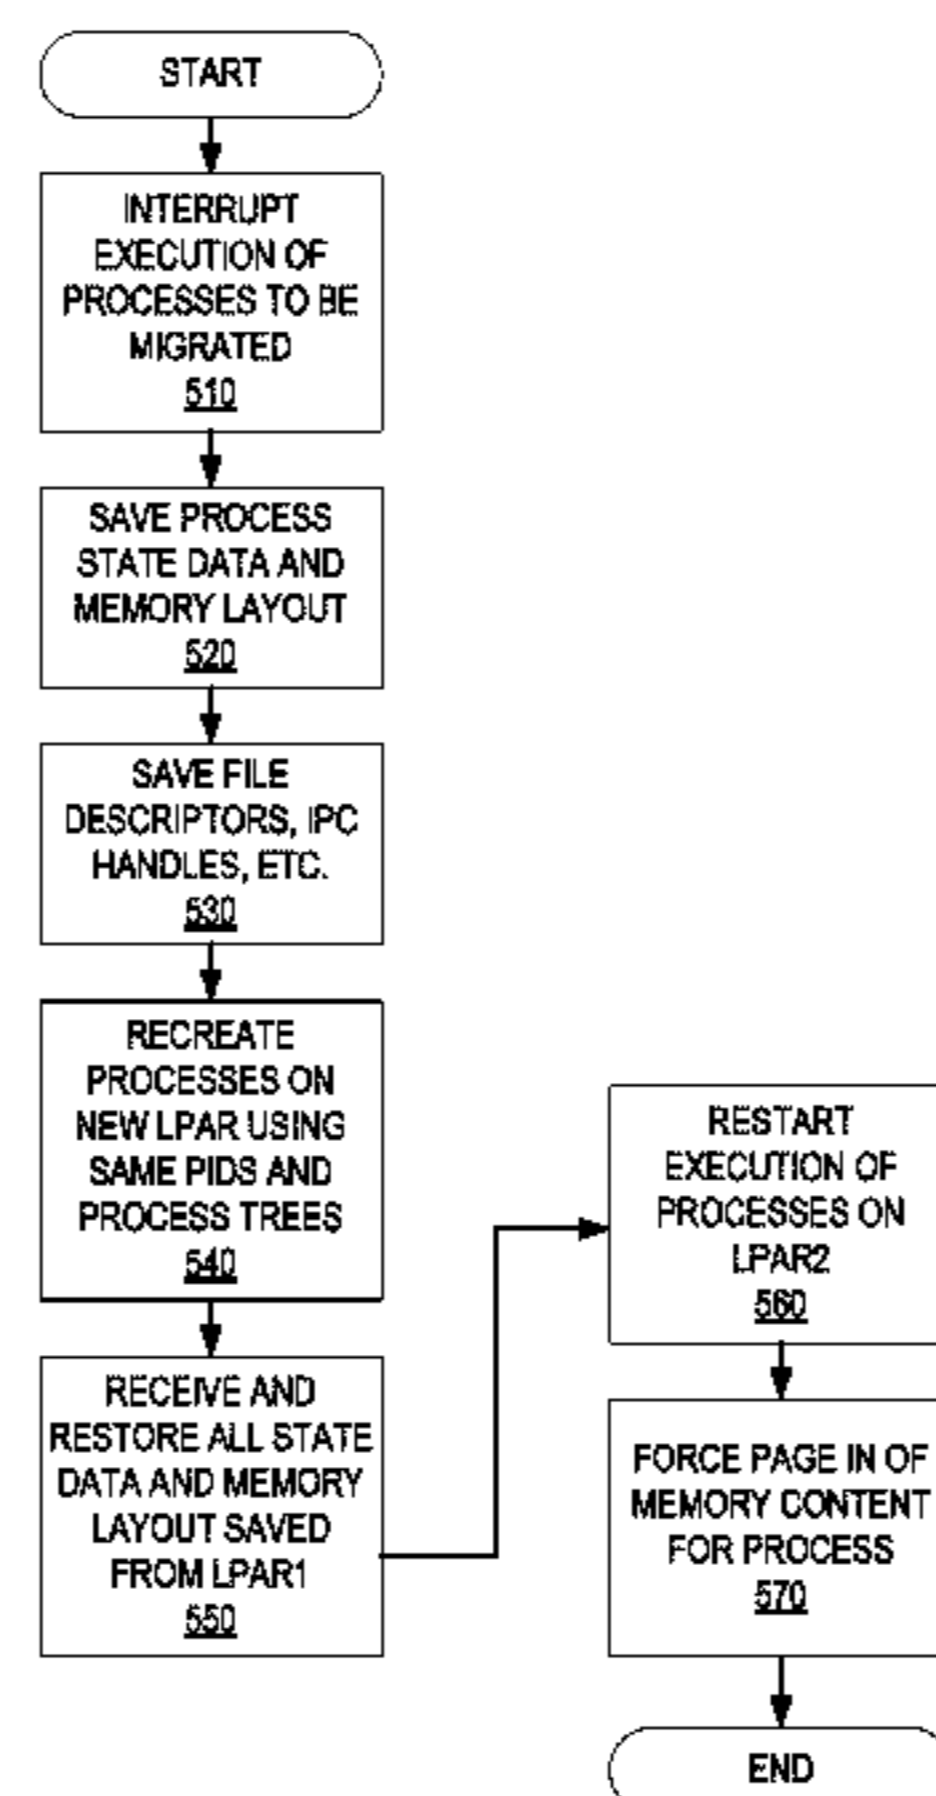 START
INTERRUPT
EXECUTION OF
PROCESSES TO BE
MIGRATED
510
SAVE PROCESS
STATE DATA AND
MEMORY LAYOUT
520
SAVE FILE
DESCRIPTORS, IPC
HANDLES, ETC.
530
RECREATE
PROCESSES ON
NEW LPAR USING
SAME PIDS AND
PROCESS TREES
540
RECEIVE AND
RESTORE ALL STATE
DATA AND MEMORY
LAYOUT SAVED
FROM LPAR1
550
RESTART
EXECUTION OF
PROCESSES ON
LPAR2
560
FORCE PAGE IN OF
MEMORY CONTENT
FOR PROCESS
570
END